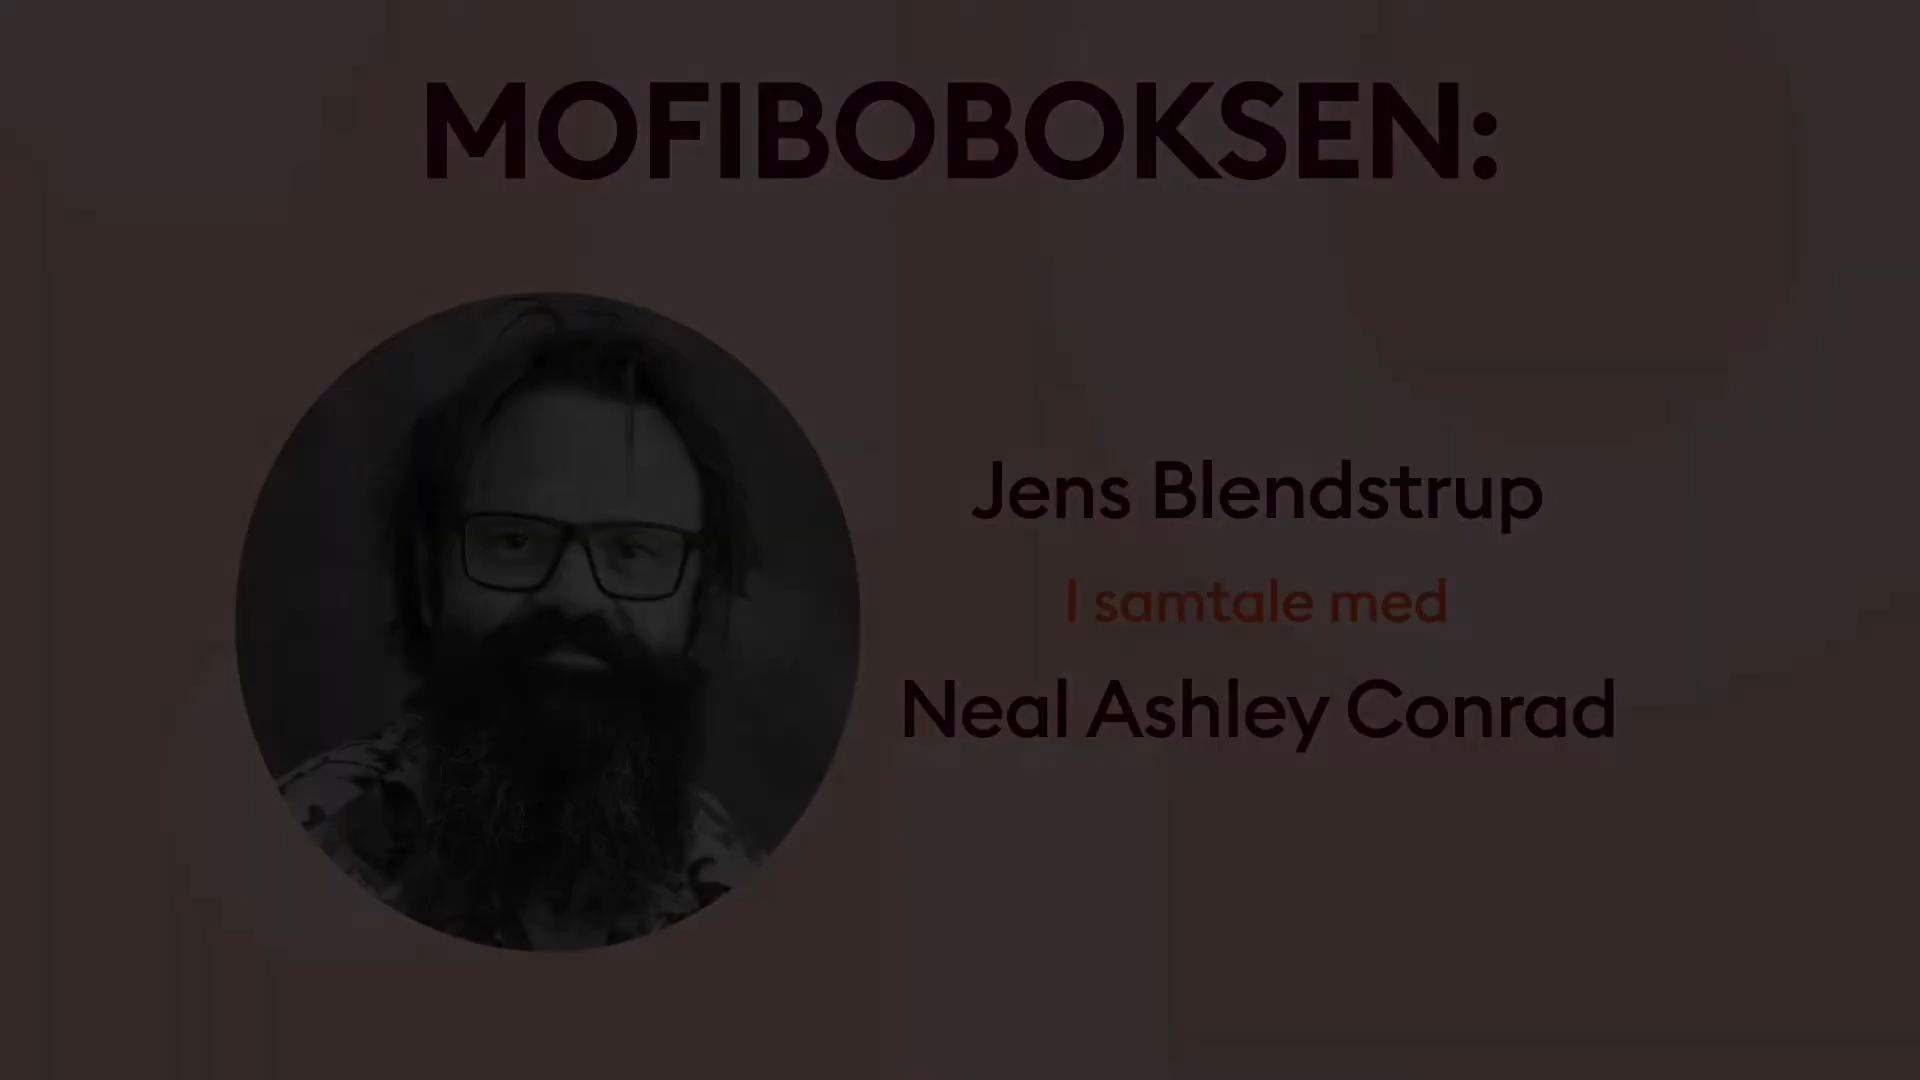 MOFIBOBOKSEN:
Jens Blendstrup
I samtale med
Neal Ashley Conrad